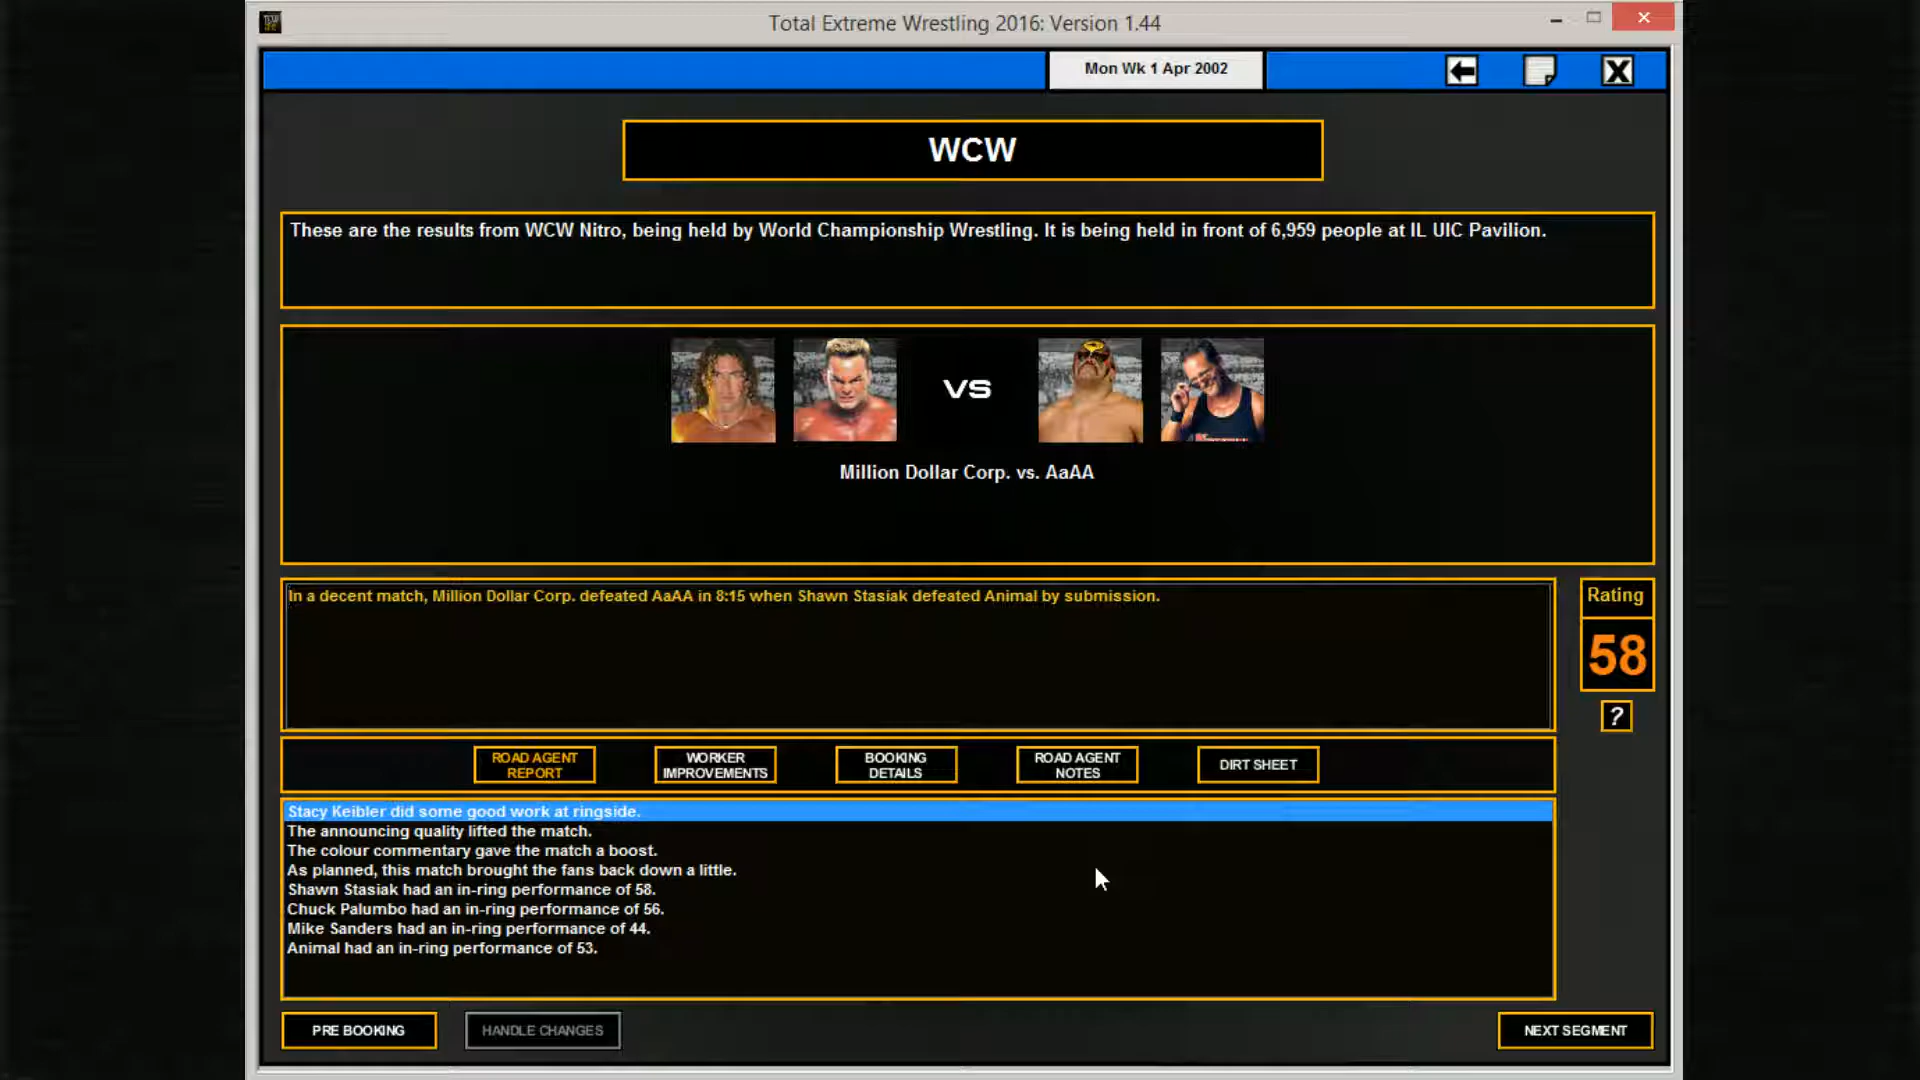 Total Extreme Wrestling 2016: Version 1.44
Mon Wk 1 Apr 2002
WCW
These are the results from WCW Nitro, being held by World Championship Wrestling. It is being held in front of 6,959 people at IL UIC Pavilion.
VS
Million Dollar Corp. vs. AaAA
In a decent match, Million Dollar Corp. defeated AaAA in 8:15 when Shawn Stasiak defeated Animal by submission.
Rating
58
?
ROAD AGENT REPORT
WORKER IMPROVEMENTS
BOOKING DETAILS
ROAD AGENT NOTES
DIRT SHEET
Stacy Keibler did some good work at ringside.
The announcing quality lifted the match.
The colour commentary gave the match a boost.
As planned, this match brought the fans back down a little.
Shawn Stasiak had an in-ring performance of 58.
Chuck Palumbo had an in-ring performance of 56.
Mike Sanders had an in-ring performance of 44.
Animal had an in-ring performance of 53.
PRE BOOKING
HANDLE CHANGES
NEXT SEGMENT